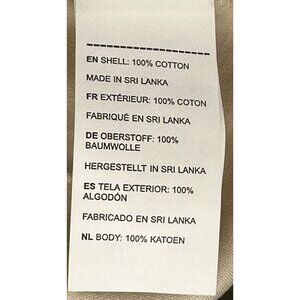 EN SHELL: 100% COTTON
MADE IN SRI LANKA
FR EXTÉRIEUR: 100% COTON
FABRIQUÉ EN SRI LANKA
DE OBERSTOFF: 100%
BAUMWOLLE
HERGESTELLT IN SRI LANKA
ES TELA EXTERIOR: 100%
ALGODÓN
FABRICADO EN SRI LANKA
NL BODY: 100% KATOEN